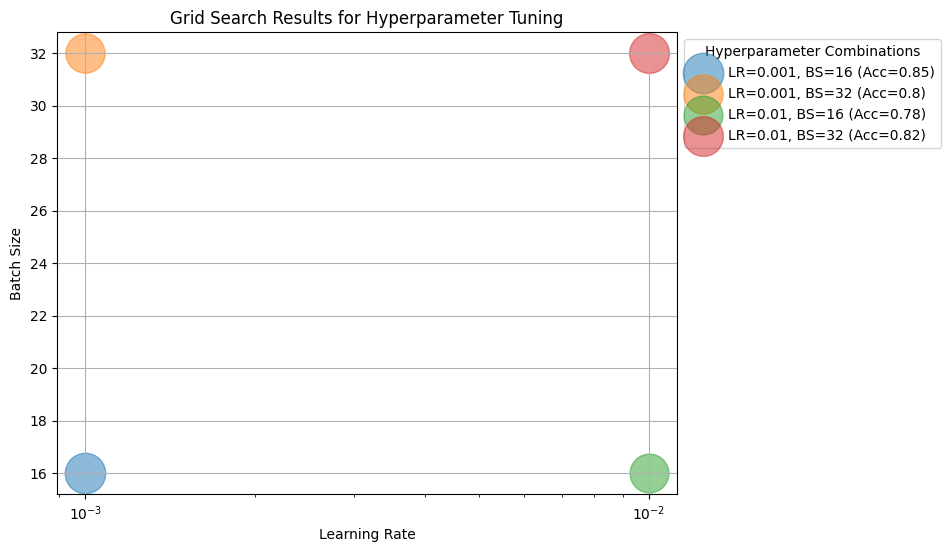 Grid Search Results for Hyperparameter Tuning
Hyperparameter Combinations
LR=0.001, BS=16 (Acc=0.85)
LR=0.001, BS=32 (Acc=0.8)
LR=0.01, BS=16 (Acc=0.78)
LR=0.01, BS=32 (Acc=0.82)
Batch Size
32
30
28
26
24
22
20
18
16
10⁻³
10⁻²
Learning Rate